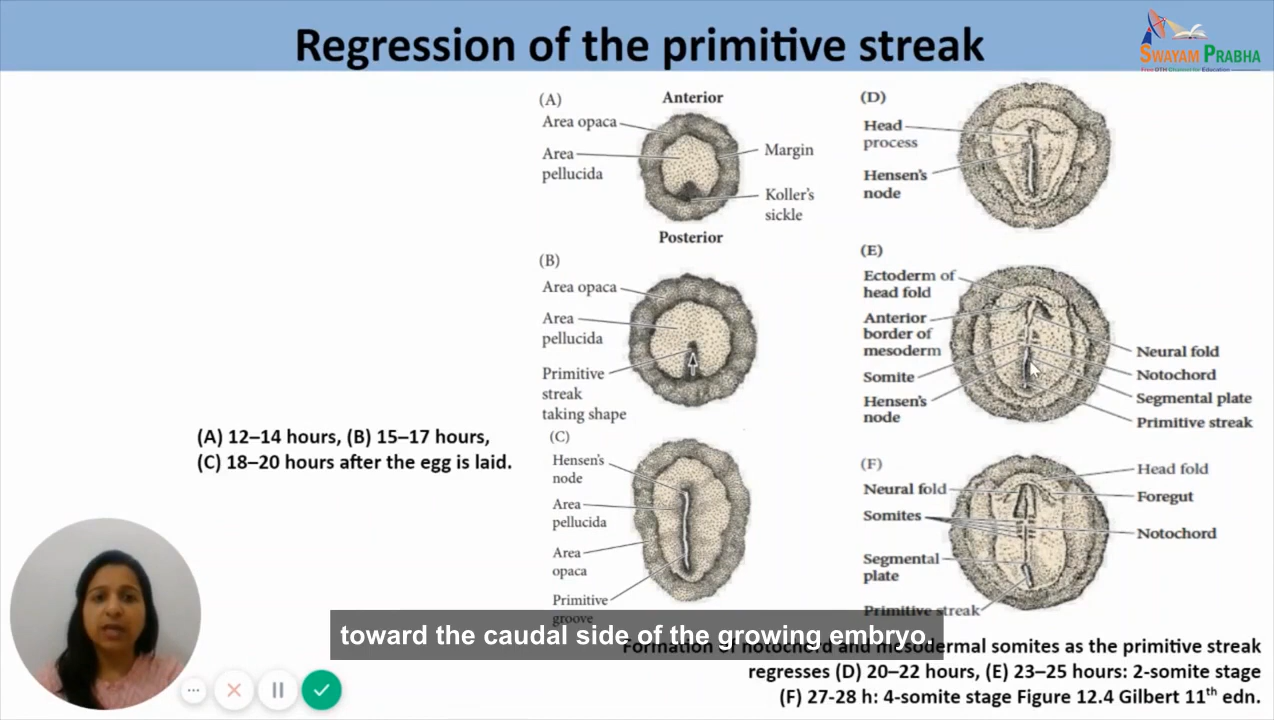 Regression of the primitive streak
SWAYAM PRABHA
Free DTH Channel for Education
(A)
Anterior
Area opaca
Area
pellucida
Margin
Koller's
sickle
Posterior
(B)
Area opaca
Area
pellucida
Primitive
streak
taking shape
(C)
Hensen's
node
Area
pellucida
Area
opaca
Primitive
groove
(D)
Head
process
Hensen's
node
(E)
Ectoderm of
head fold
Anterior
border of
mesoderm
Somite
Hensen's
node
Neural fold
Notochord
Segmental plate
Primitive streak
(F)
Neural fold
Somites
Segmental
plate
Primitive streak
Head fold
Foregut
Notochord
(A) 12–14 hours, (B) 15–17 hours,
(C) 18–20 hours after the egg is laid.
toward the caudal side of the growing embryo.
Formation of notochord and mesodermal somites as the primitive streak
regresses (D) 20–22 hours, (E) 23–25 hours: 2-somite stage
(F) 27-28 h: 4-somite stage Figure 12.4 Gilbert 11th edn.